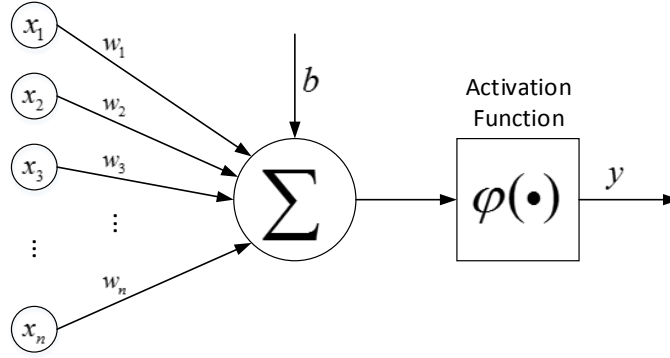 x₁
w₁
x₂
w₂
x₃
w₃
⋮
⋮
wₙ
xₙ
b
∑
Activation
Function
φ(•)
y